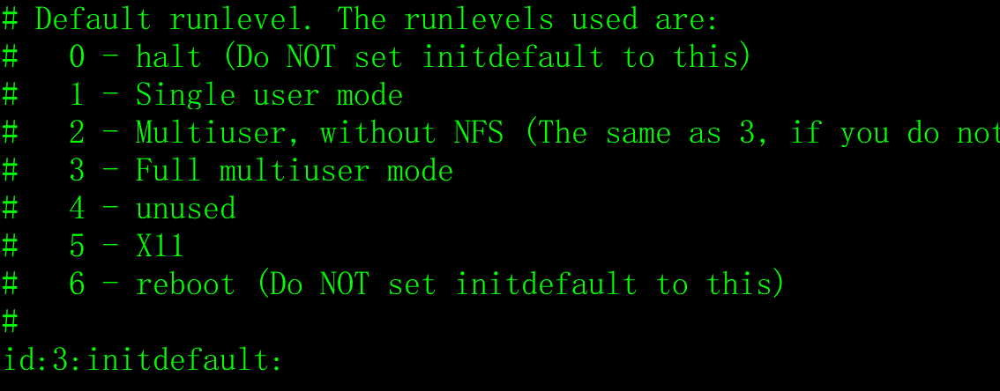 # Default runlevel. The runlevels used are:
#   0 - halt (Do NOT set initdefault to this)
#   1 - Single user mode
#   2 - Multiuser, without NFS (The same as 3, if you do not
#   3 - Full multiuser mode
#   4 - unused
#   5 - X11
#   6 - reboot (Do NOT set initdefault to this)
#
id:3:initdefault: